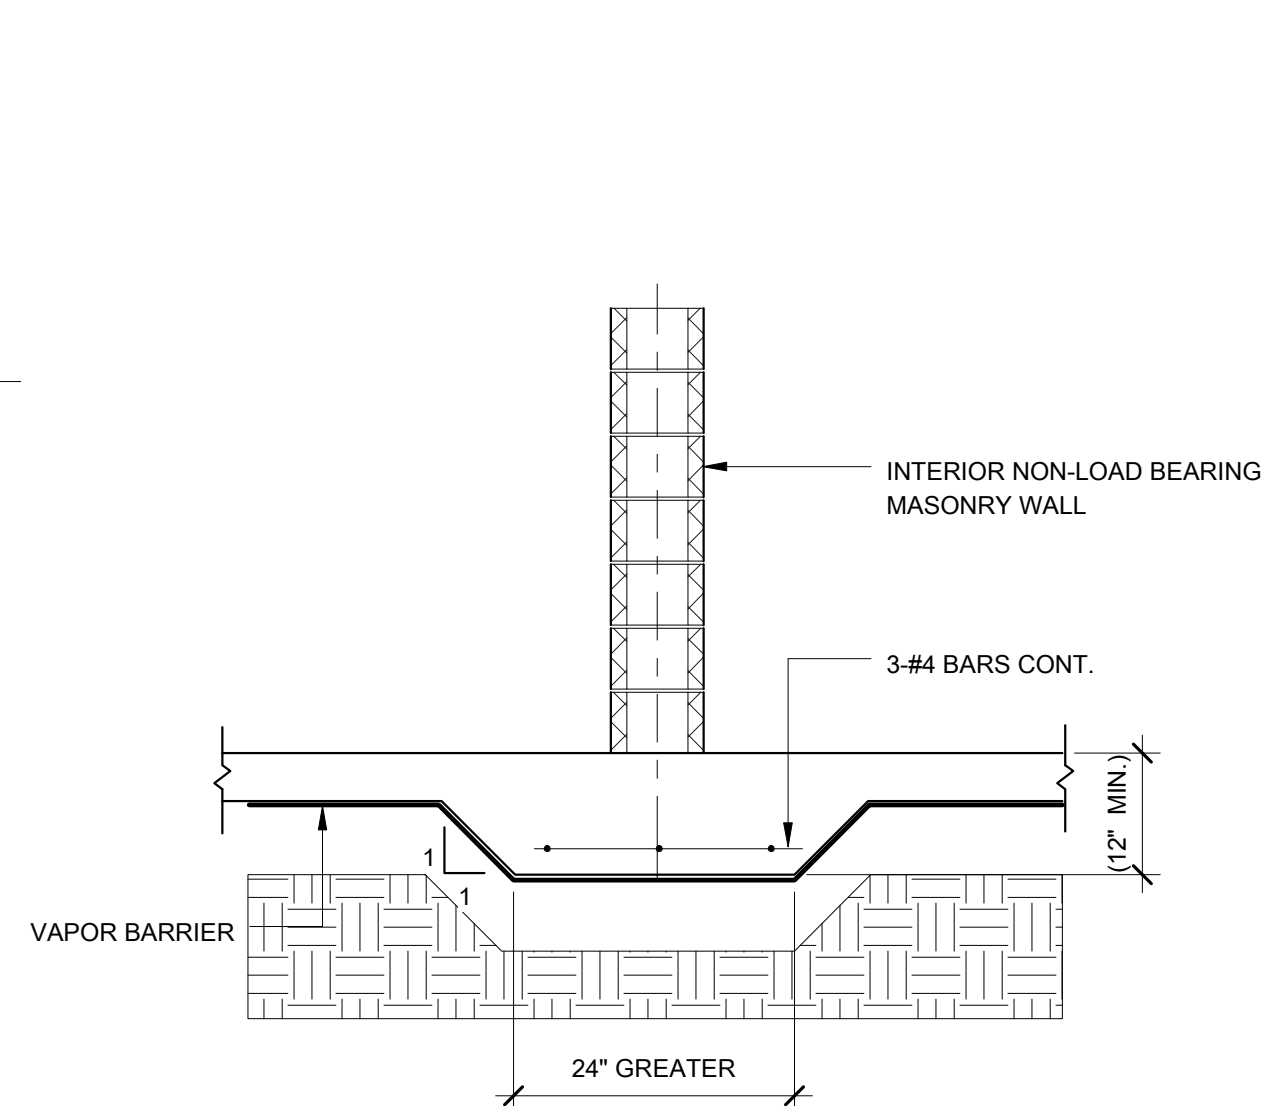 INTERIOR NON-LOAD BEARING
MASONRY WALL
3-#4 BARS CONT.
(12" MIN.)
1
1
VAPOR BARRIER
24" GREATER